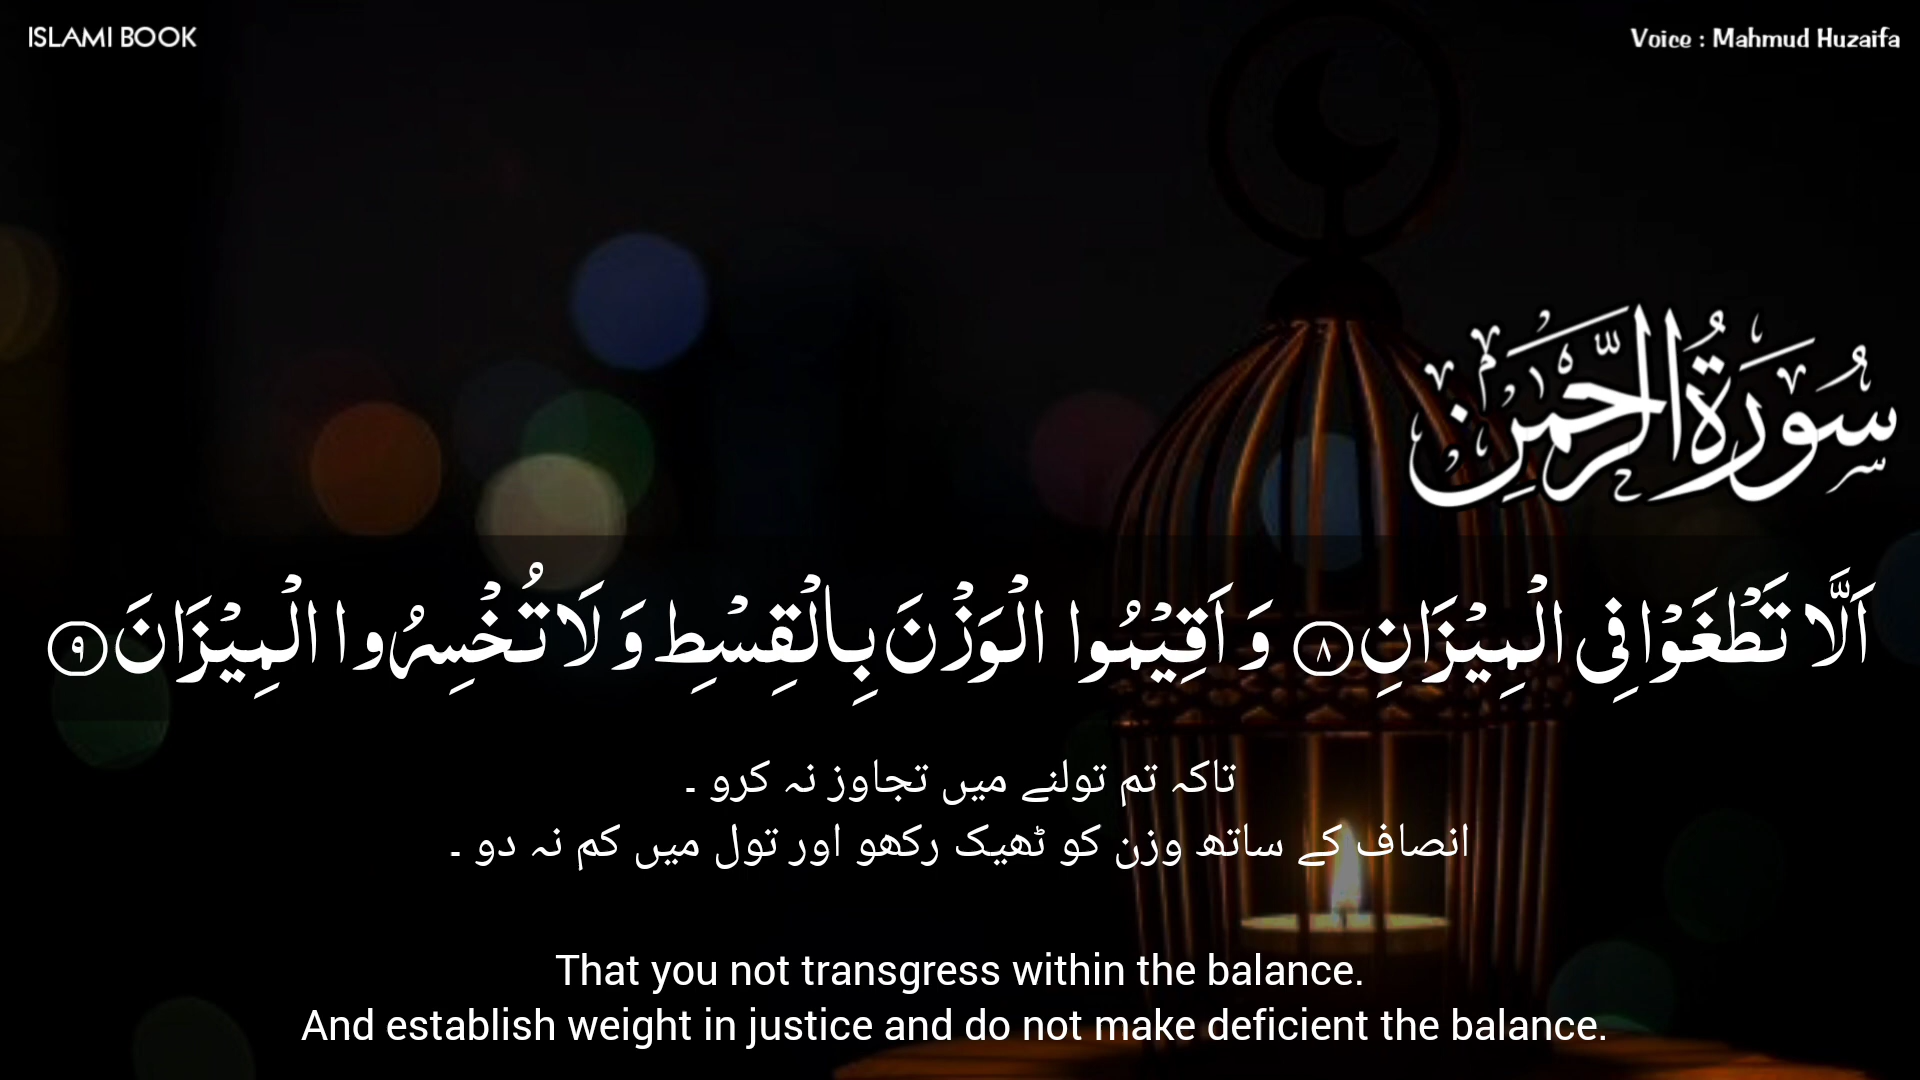 ISLAMI BOOK
Voice : Mahmud Huzaifa
سُوْرَةُ الرَّحْمٰنِ
اَلَّا تَطْغَوْا فِی الْمِیْزَانِ ۝۸ وَ اَقِیْمُوا الْوَزْنَ بِالْقِسْطِ وَ لَا تُخْسِرُوا الْمِیْزَانَ ۝۹
تاکہ تم تولنے میں تجاوز نہ کرو ۔
انصاف کے ساتھ وزن کو ٹھیک رکھو اور تول میں کم نہ دو ۔
That you not transgress within the balance.
And establish weight in justice and do not make deficient the balance.